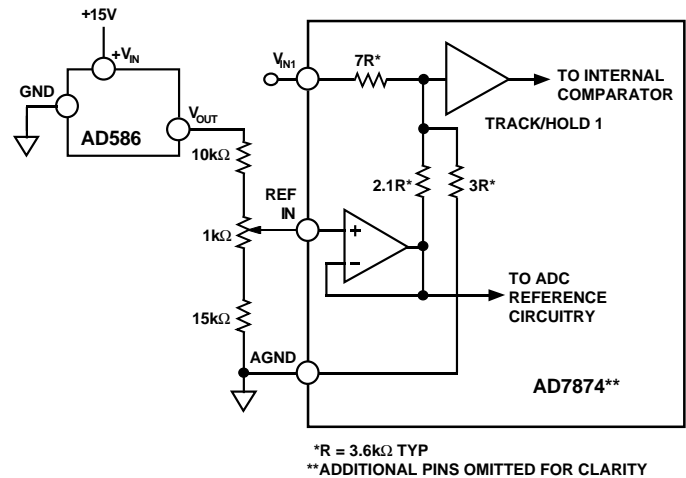 +15V
+VIN
GND
VOUT
AD586
10kΩ
1kΩ
15kΩ
VIN1
7R*
TO INTERNAL
COMPARATOR
TRACK/HOLD 1
2.1R*
3R*
REF
IN
+
–
TO ADC
REFERENCE
CIRCUITRY
AGND
AD7874**
*R = 3.6kΩ TYP
**ADDITIONAL PINS OMITTED FOR CLARITY